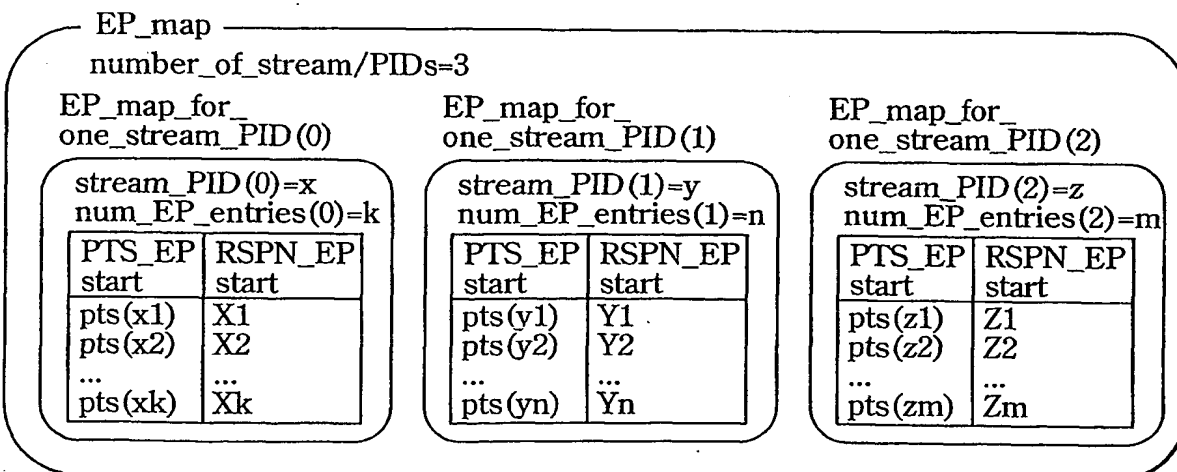 EP_map
number_of_stream/PIDs=3
EP_map_for_
one_stream_PID(0)
stream_PID(0)=x
num_EP_entries(0)=k
PTS_EP RSPN_EP
start start
pts(x1) X1
pts(x2) X2
... ...
pts(xk) Xk
EP_map_for_
one_stream_PID(1)
stream_PID(1)=y
num_EP_entries(1)=n
PTS_EP RSPN_EP
start start
pts(y1) Y1
pts(y2) Y2
... ...
pts(yn) Yn
EP_map_for_
one_stream_PID(2)
stream_PID(2)=z
num_EP_entries(2)=m
PTS_EP RSPN_EP
start start
pts(z1) Z1
pts(z2) Z2
... ...
pts(zm) Zm